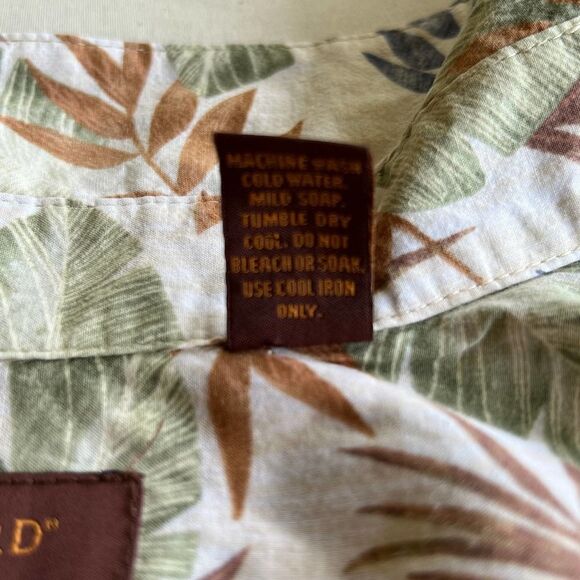 MACHINE WASH
COLD WATER.
MILD SOAP.
TUMBLE DRY
COOL. DO NOT
BLEACH OR SOAK.
USE COOL IRON
ONLY.